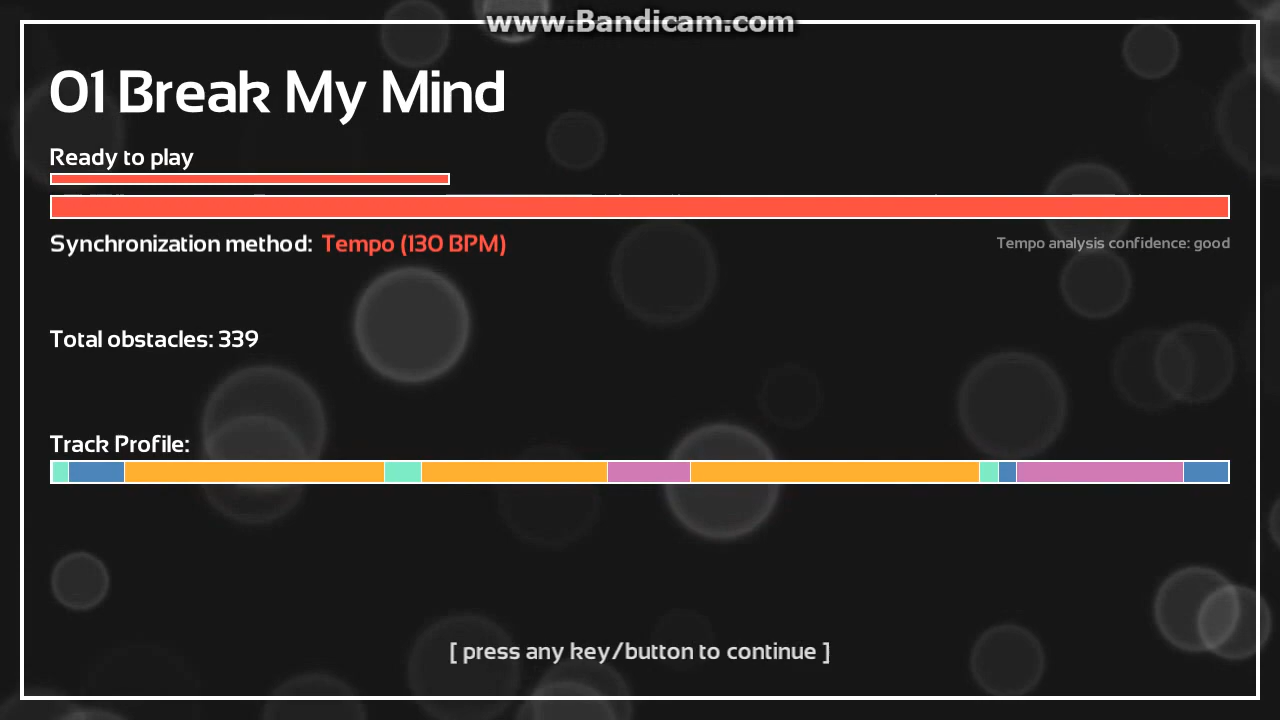 www.Bandicam.com
01 Break My Mind
Ready to play
Synchronization method: Tempo (130 BPM)
Tempo analysis confidence: good
Total obstacles: 339
Track Profile:
[ press any key/button to continue ]